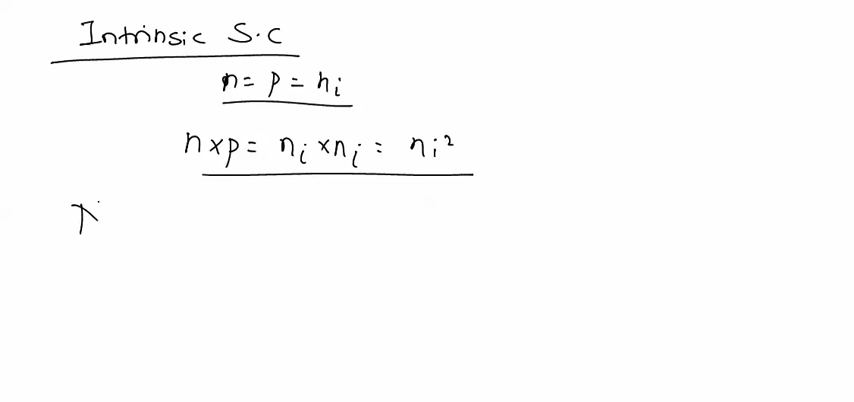 Intrinsic S.C
n = p = ni
n x p = ni x ni = ni²